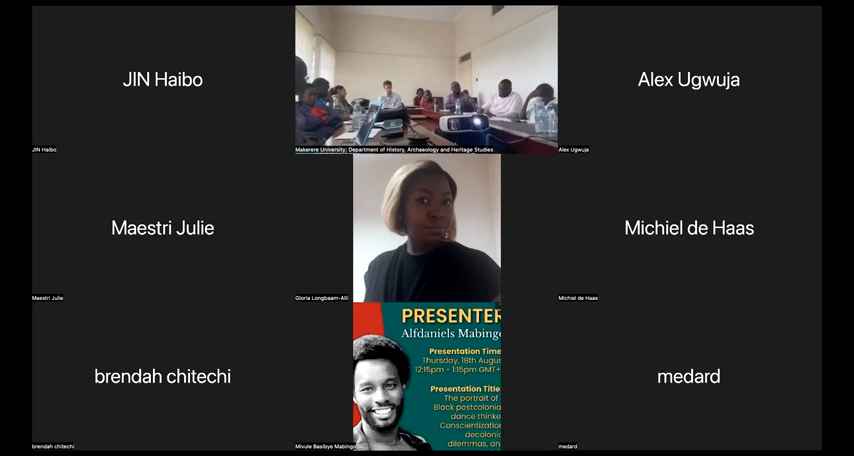 JIN Haibo
JIN Haibo
Makerere University; Department of History, Archaeology and Heritage Studies
Alex Ugwuja
Alex Ugwuja
Maestri Julie
Maestri Julie
Gloria Longbaam-Alli
Michiel de Haas
Michiel de Haas
brendah chitechi
brendah chitechi
PRESENTER
Alfdaniels Mabingo
Presentation Time
Thursday, 18th Augus
12:15pm - 1:15pm GMT+
Presentation Title
The portrait of
Black postcolonia
dance thinke
Conscientization
decoloni
dilemmas, an
Mivule Basibye Mabingo
medard
medard